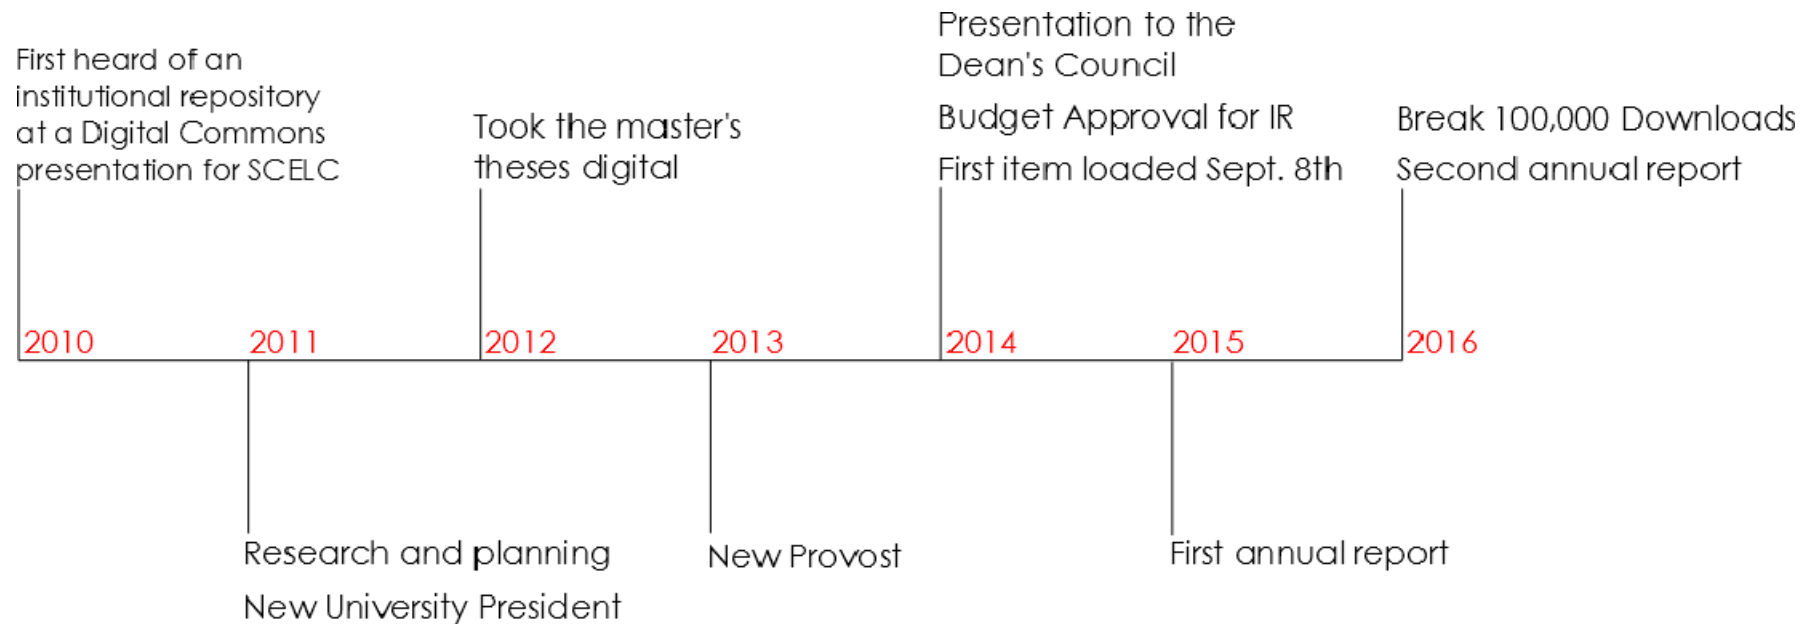 First heard of an
institutional repository
at a Digital Commons
presentation for SCELC
Took the master's
theses digital
Presentation to the
Dean's Council
Budget Approval for IR
First item loaded Sept. 8th
Break 100,000 Downloads
Second annual report
2010
2011
2012
2013
2014
2015
2016
Research and planning
New University President
New Provost
First annual report